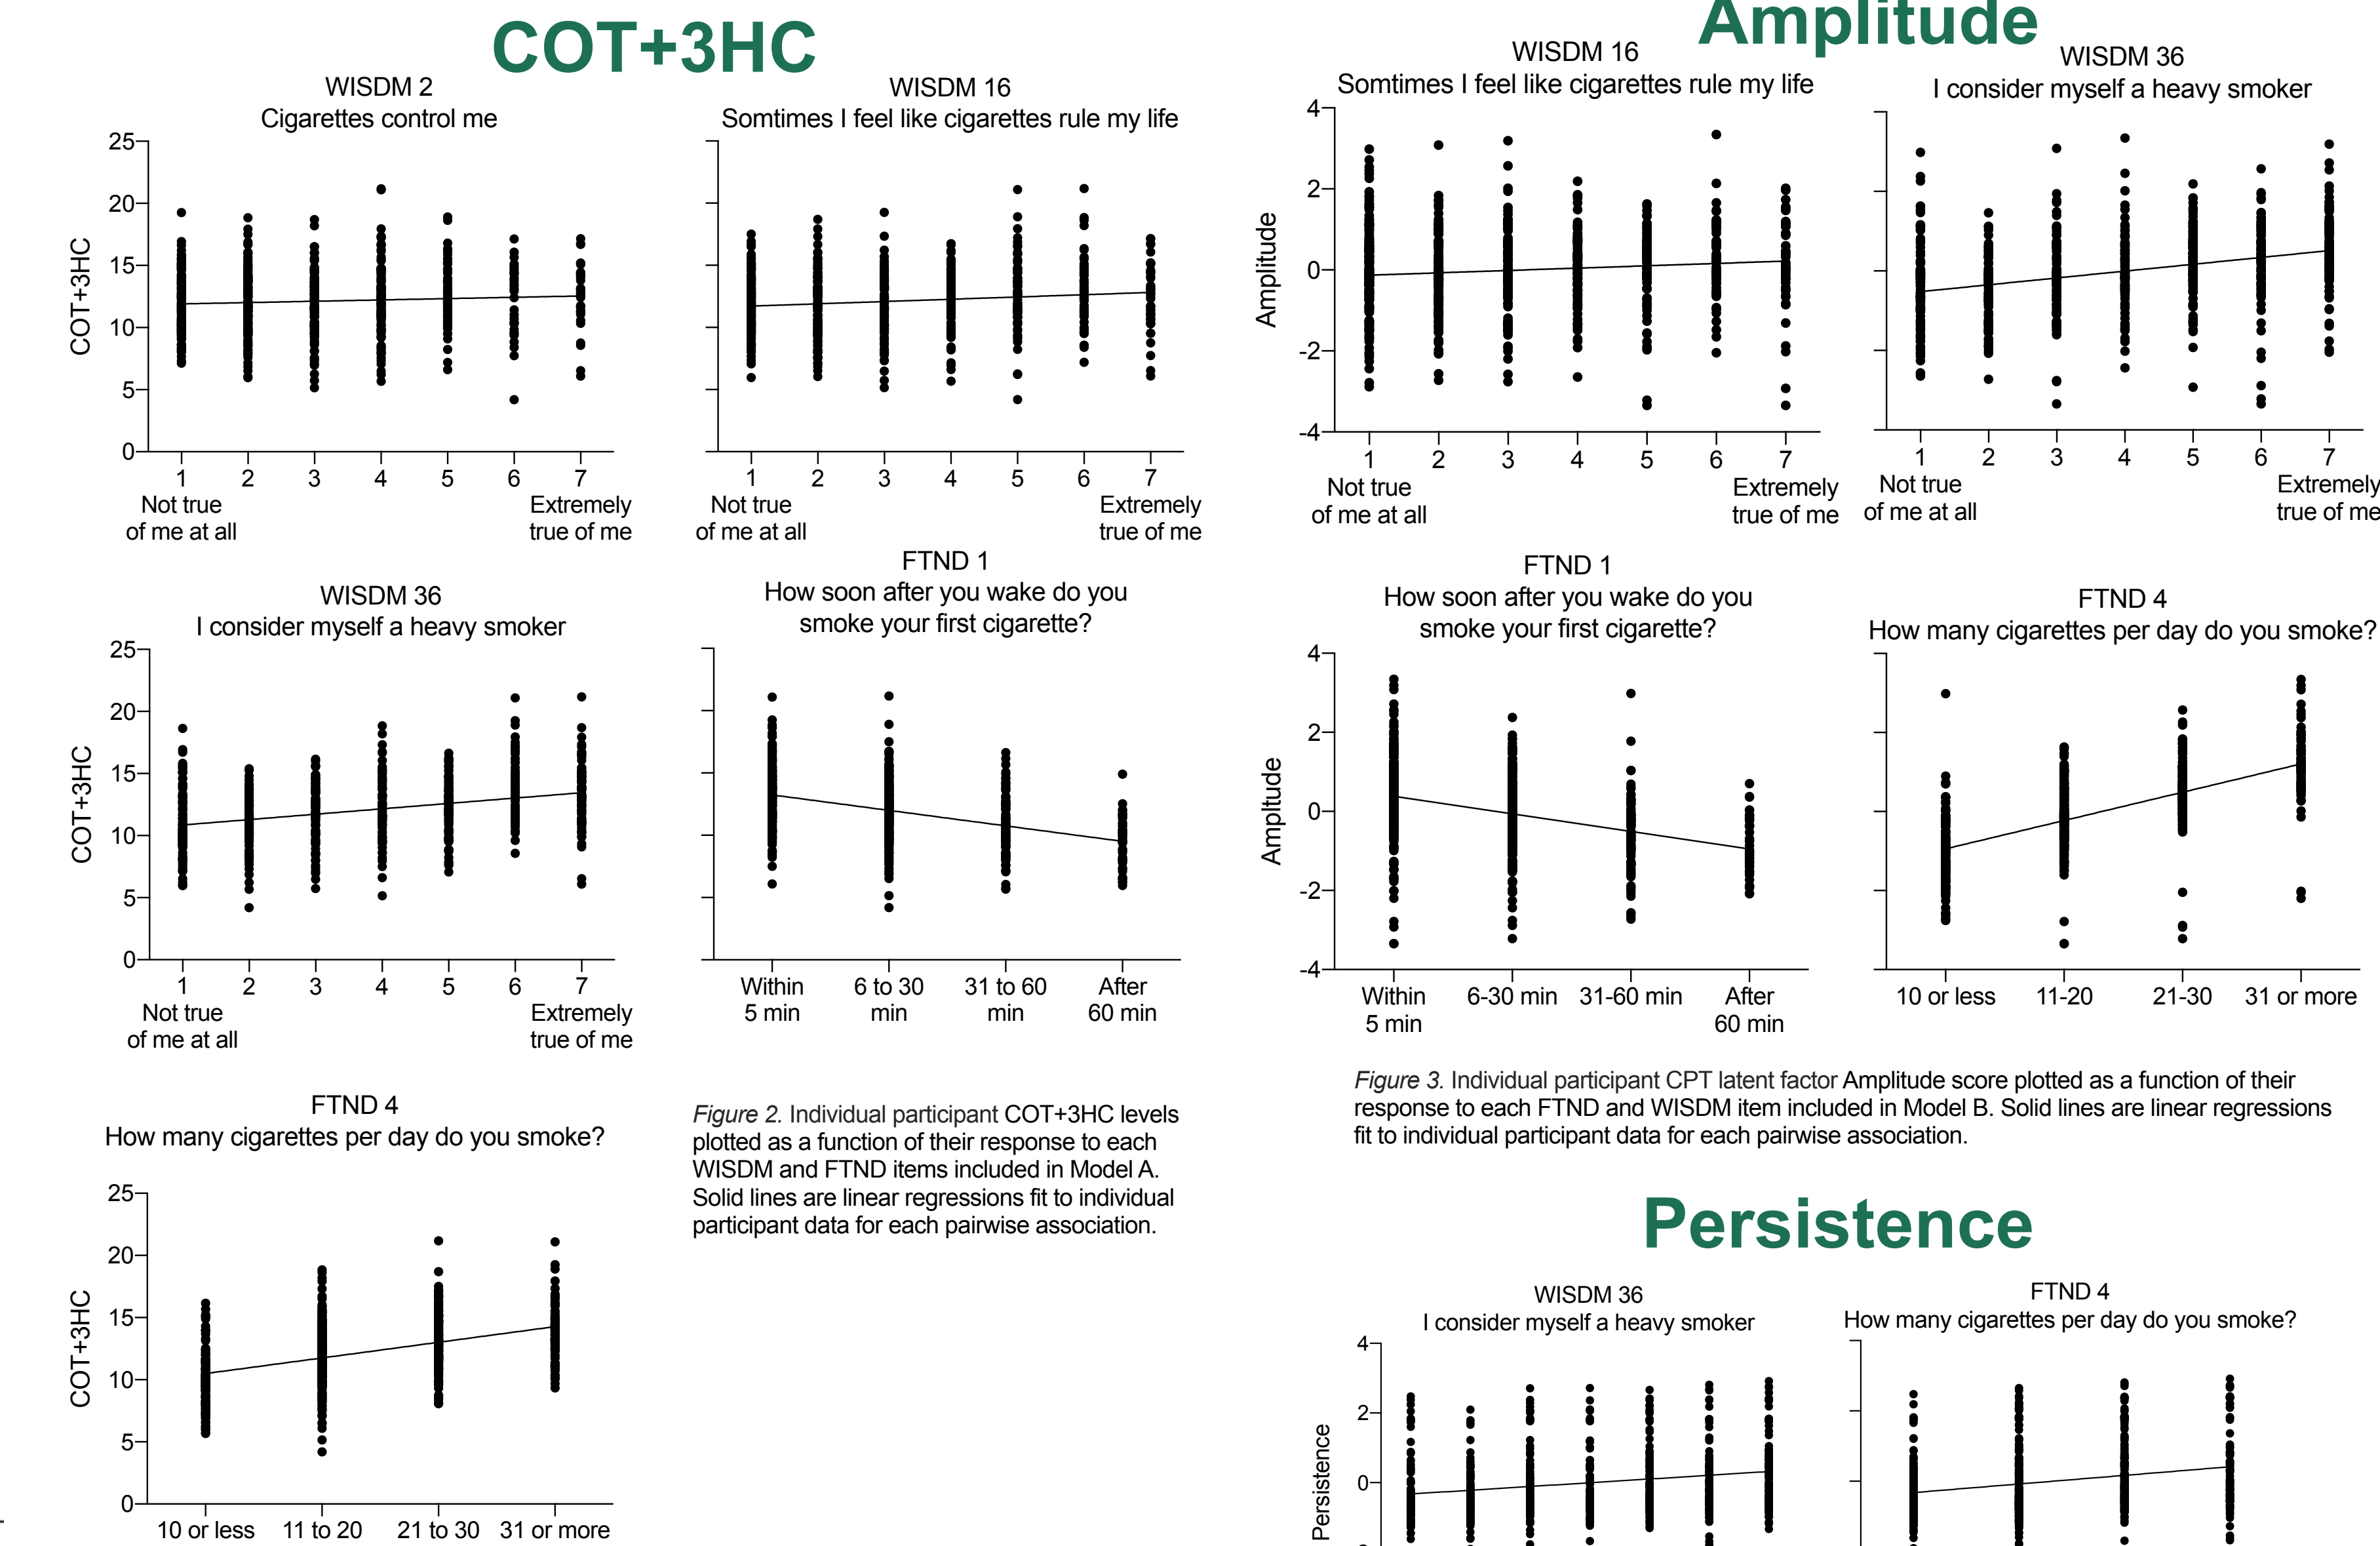 COT+3HC
WISDM 2
Cigarettes control me
25
20
15
10
5
0
COT+3HC
1 2 3 4 5 6 7
Not true
of me at all
Extremely
true of me
WISDM 16
Somtimes I feel like cigarettes rule my life
1 2 3 4 5 6 7
Not true
of me at all
Extremely
true of me
WISDM 36
I consider myself a heavy smoker
25
20
15
10
5
0
COT+3HC
1 2 3 4 5 6 7
Not true
of me at all
Extremely
true of me
FTND 1
How soon after you wake do you
smoke your first cigarette?
Within
5 min
6 to 30
min
31 to 60
min
After
60 min
FTND 4
How many cigarettes per day do you smoke?
25
20
15
10
5
0
COT+3HC
10 or less 11 to 20 21 to 30 31 or more
Figure 2. Individual participant COT+3HC levels
plotted as a function of their response to each
WISDM and FTND items included in Model A.
Solid lines are linear regressions fit to individual
participant data for each pairwise association.
Amplitude
WISDM 16
Somtimes I feel like cigarettes rule my life
4
2
0
-2
-4
Amplitude
1 2 3 4 5 6 7
Not true
of me at all
Extremely
true of me
WISDM 36
I consider myself a heavy smoker
1 2 3 4 5 6 7
Not true
of me at all
Extremely
true of me
FTND 1
How soon after you wake do you
smoke your first cigarette?
4
2
0
-2
-4
Ampltude
Within
5 min
6-30 min
31-60 min
After
60 min
FTND 4
How many cigarettes per day do you smoke?
10 or less 11-20 21-30 31 or more
Figure 3. Individual participant CPT latent factor Amplitude score plotted as a function of their
response to each FTND and WISDM item included in Model B. Solid lines are linear regressions
fit to individual participant data for each pairwise association.
Persistence
WISDM 36
I consider myself a heavy smoker
4
2
0
Persistence
FTND 4
How many cigarettes per day do you smoke?